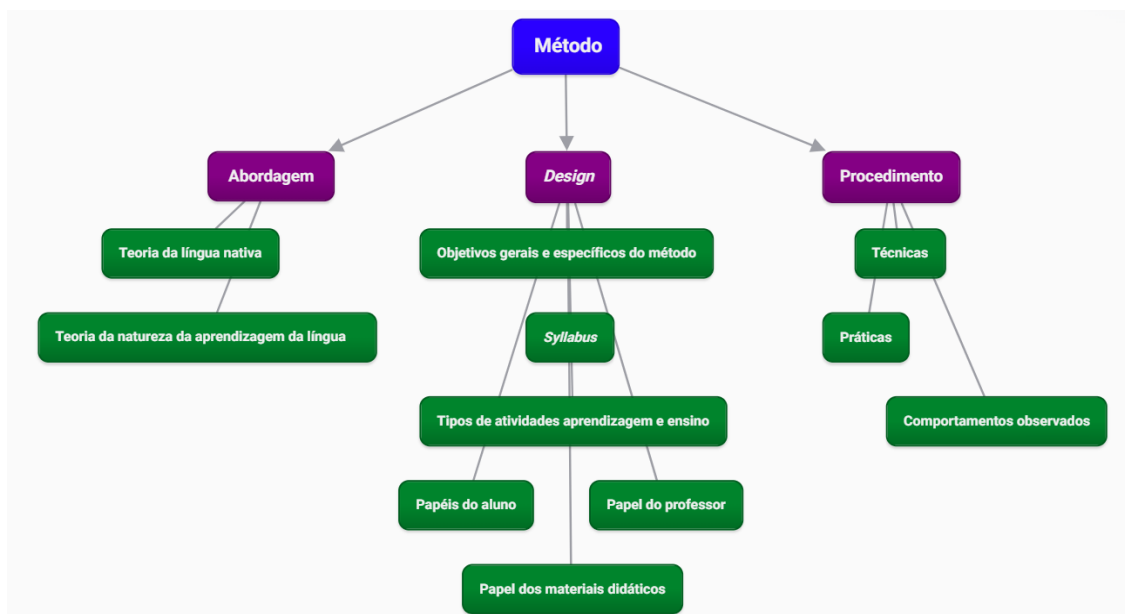 Método
Abordagem
Design
Procedimento
Teoria da língua nativa
Objetivos gerais e específicos do método
Técnicas
Teoria da natureza da aprendizagem da língua
Syllabus
Práticas
Tipos de atividades aprendizagem e ensino
Comportamentos observados
Papéis do aluno
Papel do professor
Papel dos materiais didáticos